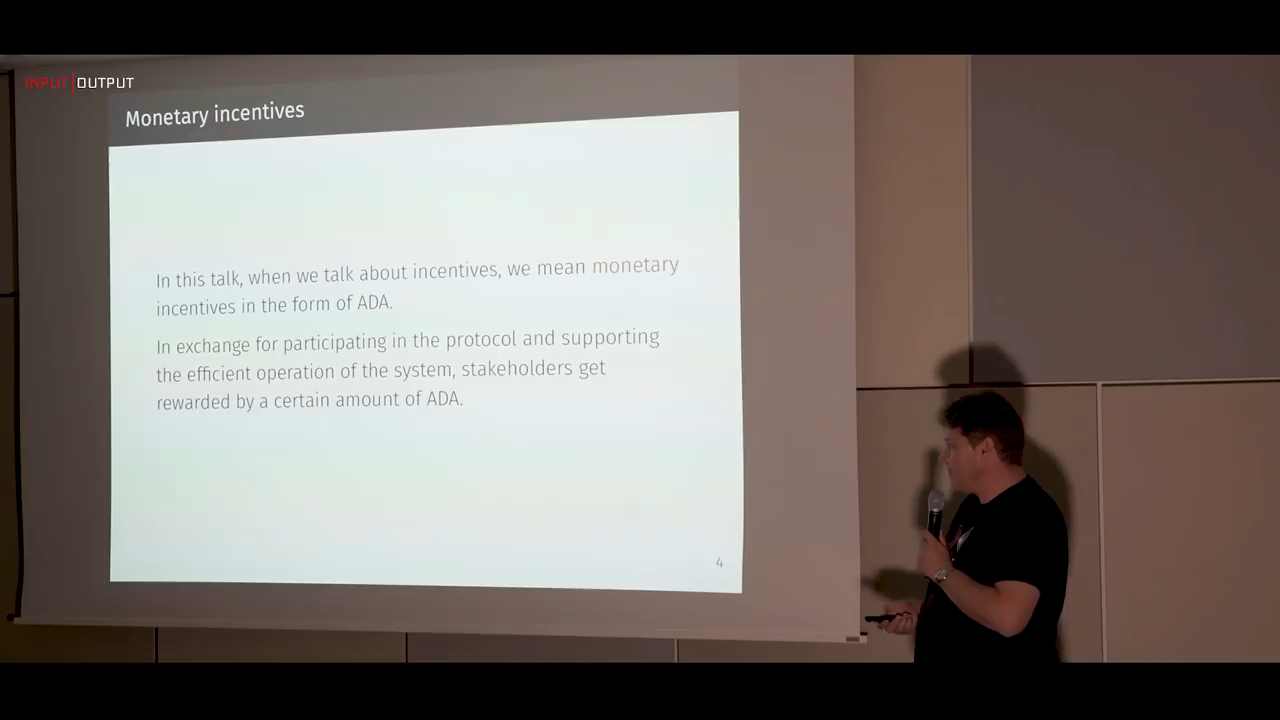 INPUT|OUTPUT
Monetary incentives
In this talk, when we talk about incentives, we mean monetary
incentives in the form of ADA.
In exchange for participating in the protocol and supporting
the efficient operation of the system, stakeholders get
rewarded by a certain amount of ADA.
4